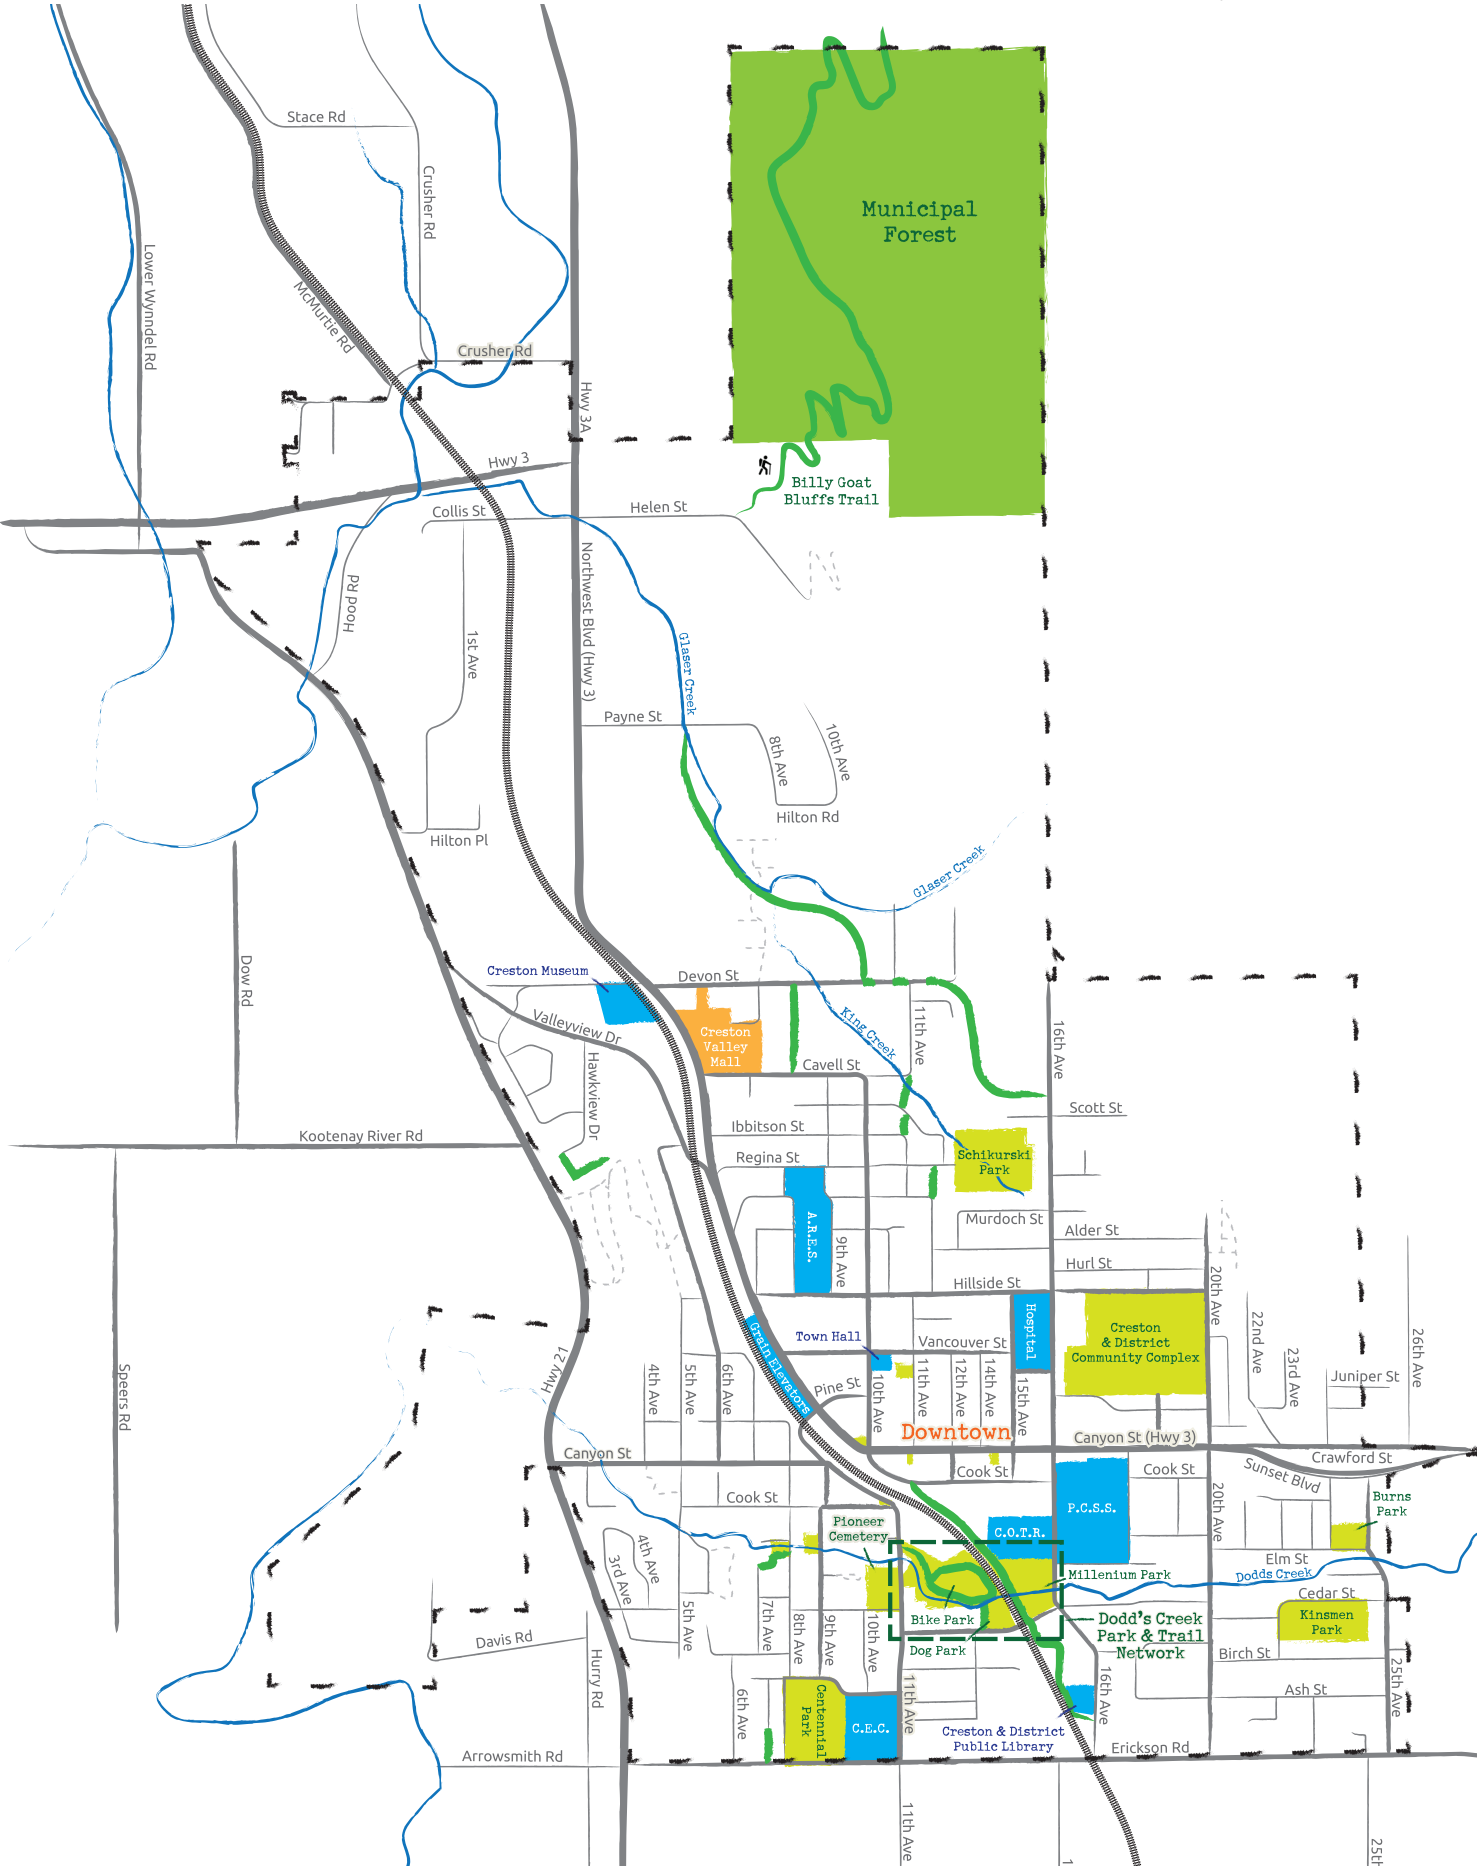 Stace Rd
Crusher Rd
Municipal
Forest
Lower Wynndel Rd
McMurtie Rd
Crusher Rd
Hwy 3A
Hwy 3
Billy Goat
Bluffs Trail
Collis St
Helen St
Hood Rd
Northwest Blvd (Hwy 3)
1st Ave
Glaser Creek
Payne St
8th Ave
10th Ave
Hilton Rd
Hilton Pl
Glaser Creek
Dow Rd
Creston Museum
Devon St
Valleyview Dr
Creston
Valley
Mall
King Creek
11th Ave
16th Ave
Hawkview Dr
Cavell St
Scott St
Kootenay River Rd
Ibbitson St
Regina St
Schikurski
Park
A.R.E.S.
9th Ave
Murdoch St
Alder St
Hurl St
Hillside St
20th Ave
Grain Elevators
Town Hall
Vancouver St
Hospital
Creston
& District
Community Complex
22nd Ave
23rd Ave
26th Ave
Juniper St
Speers Rd
Hwy 21
4th Ave
5th Ave
6th Ave
Pine St
10th Ave
11th Ave
12th Ave
14th Ave
15th Ave
Downtown
Canyon St (Hwy 3)
Canyon St
Crawford St
Sunset Blvd
Cook St
Cook St
Cook St
20th Ave
Burns
Park
P.C.S.S.
C.O.T.R.
Pioneer
Cemetery
4th Ave
3rd Ave
Elm St
Dodds Creek
Millenium Park
Cedar St
5th Ave
7th Ave
8th Ave
9th Ave
10th Ave
Bike Park
Dog Park
Dodd's Creek
Park & Trail
Network
Kinsmen
Park
Birch St
Davis Rd
Hurry Rd
6th Ave
Centennial
Park
C.E.C.
11th Ave
16th Ave
25th Ave
Ash St
Creston & District
Public Library
Erickson Rd
Arrowsmith Rd
11th Ave
1
25th